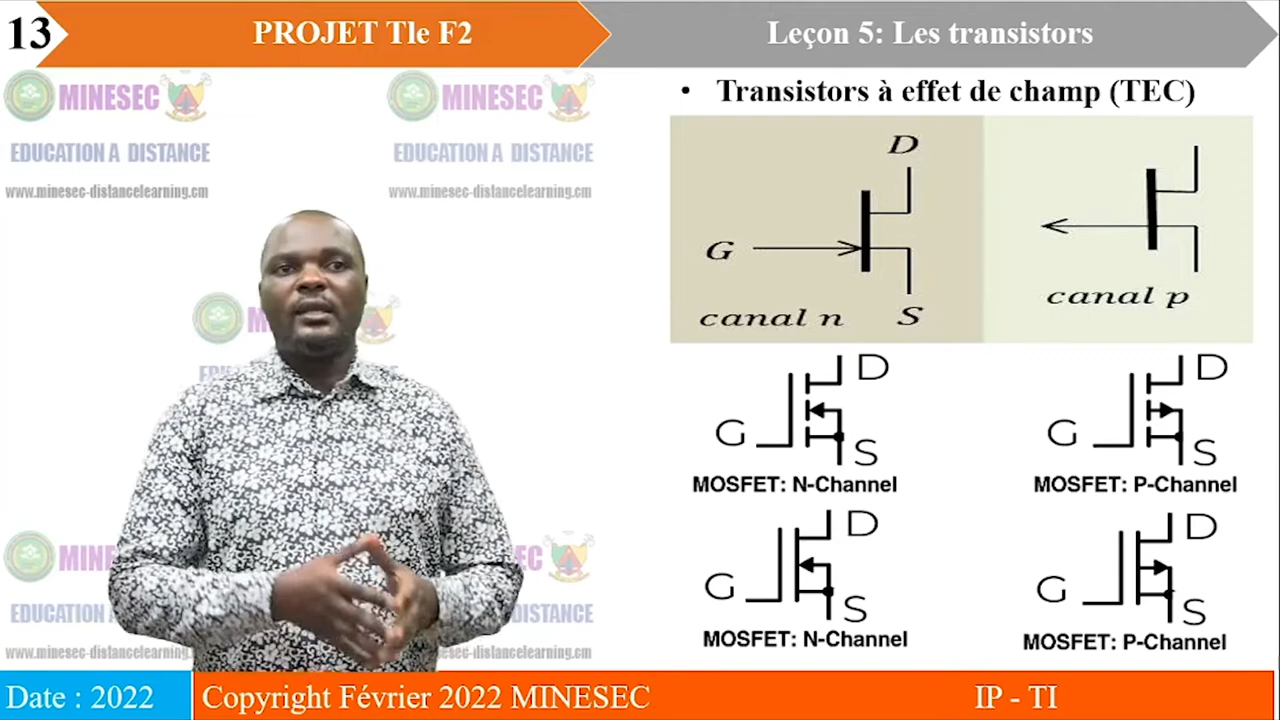 13
PROJET Tle F2
Leçon 5: Les transistors
MINESEC
EDUCATION A DISTANCE
www.minesec-distancelearning.cm
MINESEC
EDUCATION A DISTANCE
www.minesec-distancelearning.cm
• Transistors à effet de champ (TEC)
D
G
canal n
S
canal p
D
G
S
MOSFET: N-Channel
D
G
S
MOSFET: P-Channel
D
G
S
MOSFET: N-Channel
D
G
S
MOSFET: P-Channel
EDUCATION A
DISTANCE
Date : 2022
Copyright Février 2022 MINESEC
IP - TI